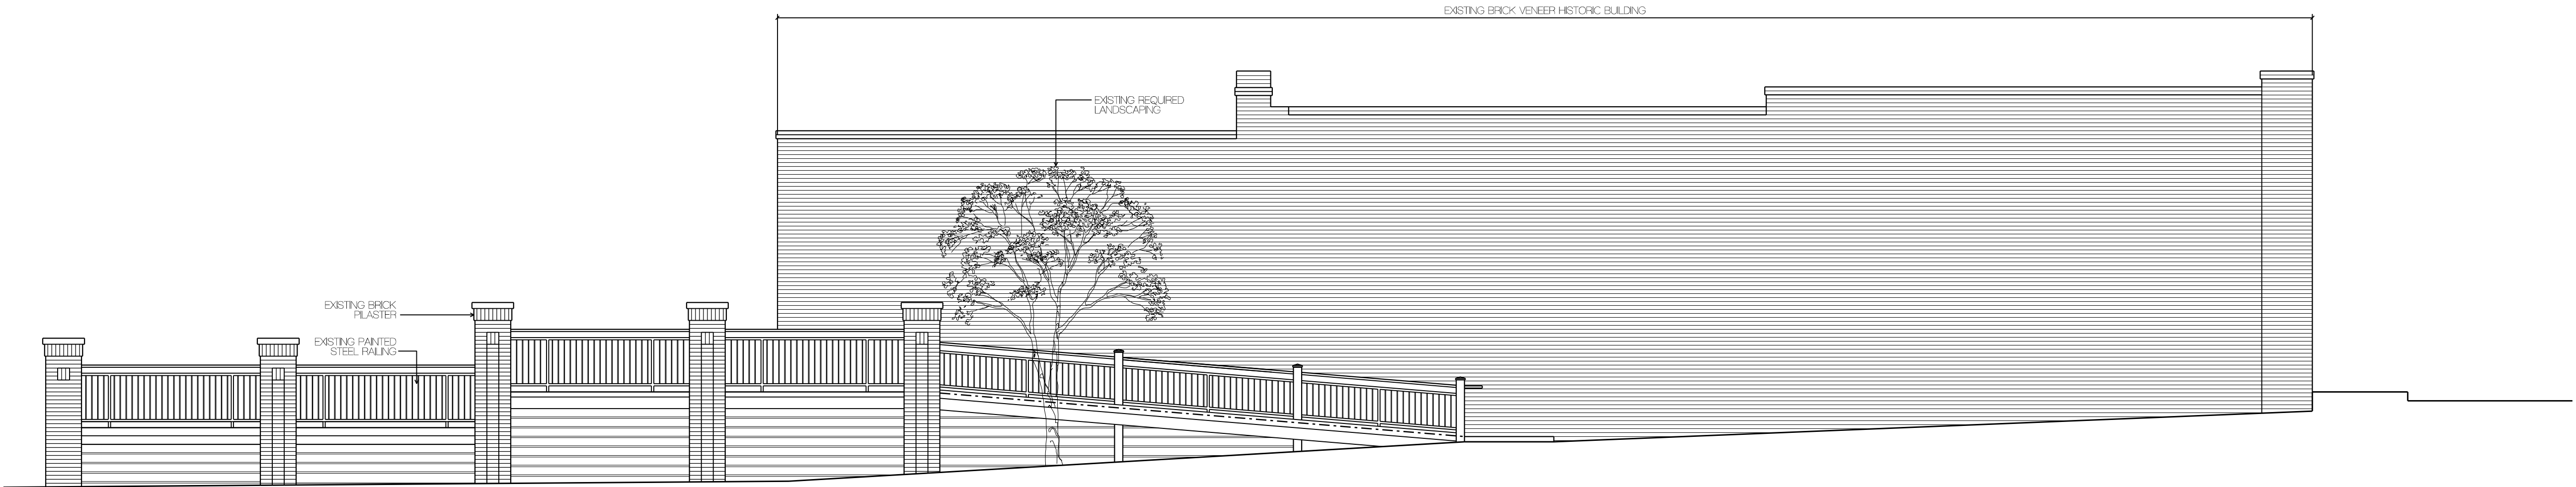 EXISTING BRICK VENEER HISTORIC BUILDING
EXISTING REQUIRED
LANDSCAPING
EXISTING BRICK
PILASTER
EXISTING PAINTED
STEEL RAILING